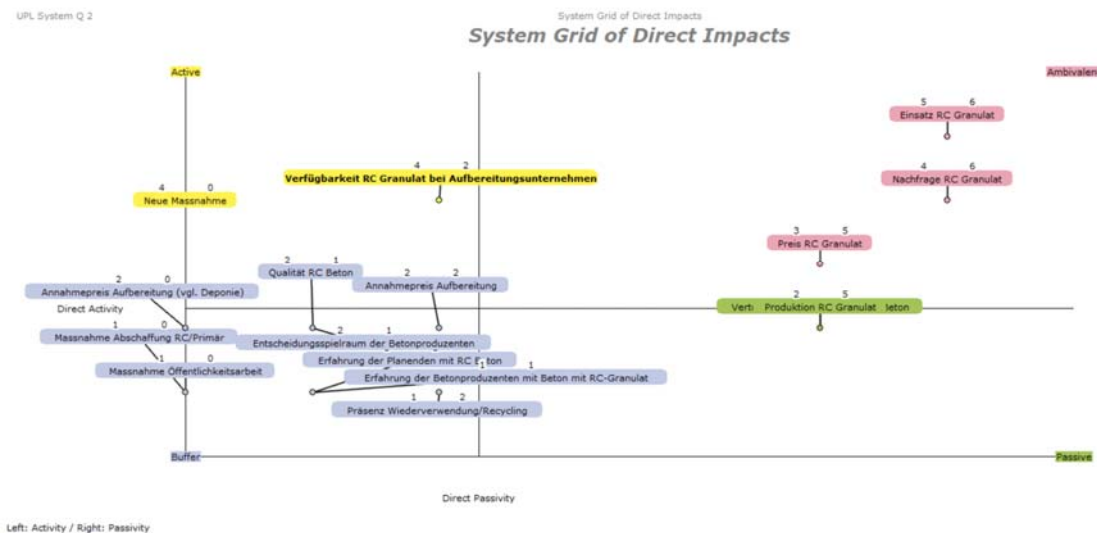 UPL System Q 2
System Grid of Direct Impacts
System Grid of Direct Impacts
Active
Ambivalen
5 6
Einsatz RC Granulat
4 2
Verfügbarkeit RC Granulat bei Aufbereitungsunternehmen
4 6
Nachfrage RC Granulat
4 0
Neue Massnahme
3 5
Preis RC Granulat
2 1
Qualität RC Beton
2 2
Annahmepreis Aufbereitung
2 0
Annahmepreis Aufbereitung (vgl. Deponie)
2 5
Produktion RC Granulat
Direct Activity
1 0
Massnahme Abschaffung RC/Primär
2 1
Entscheidungsspielraum der Betonproduzenten
Erfahrung der Planenden mit RC Beton
1 0
Massnahme Öffentlichkeitsarbeit
1 1
Erfahrung der Betonproduzenten mit Beton mit RC-Granulat
1 2
Präsenz Wiederverwendung/Recycling
Buffer
Passive
Direct Passivity
Left: Activity / Right: Passivity